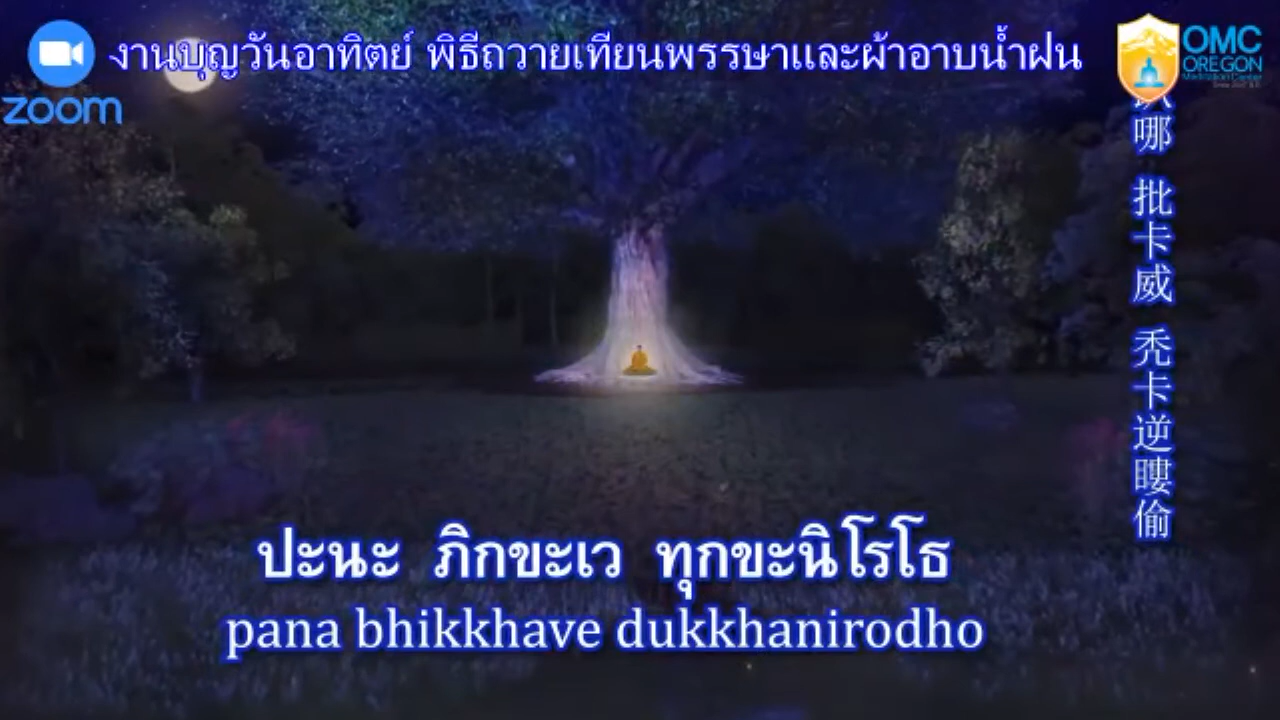 งานบุญวันอาทิตย์ พิธีถวายเทียนพรรษาและผ้าอาบน้ำฝน
zoom
OMC
OREGON
Meditation Center
哪 批卡威 秃卡逆瞜偷
ปะนะ ภิกขะเว ทุกขะนิโรโธ
pana bhikkhave dukkhanirodho